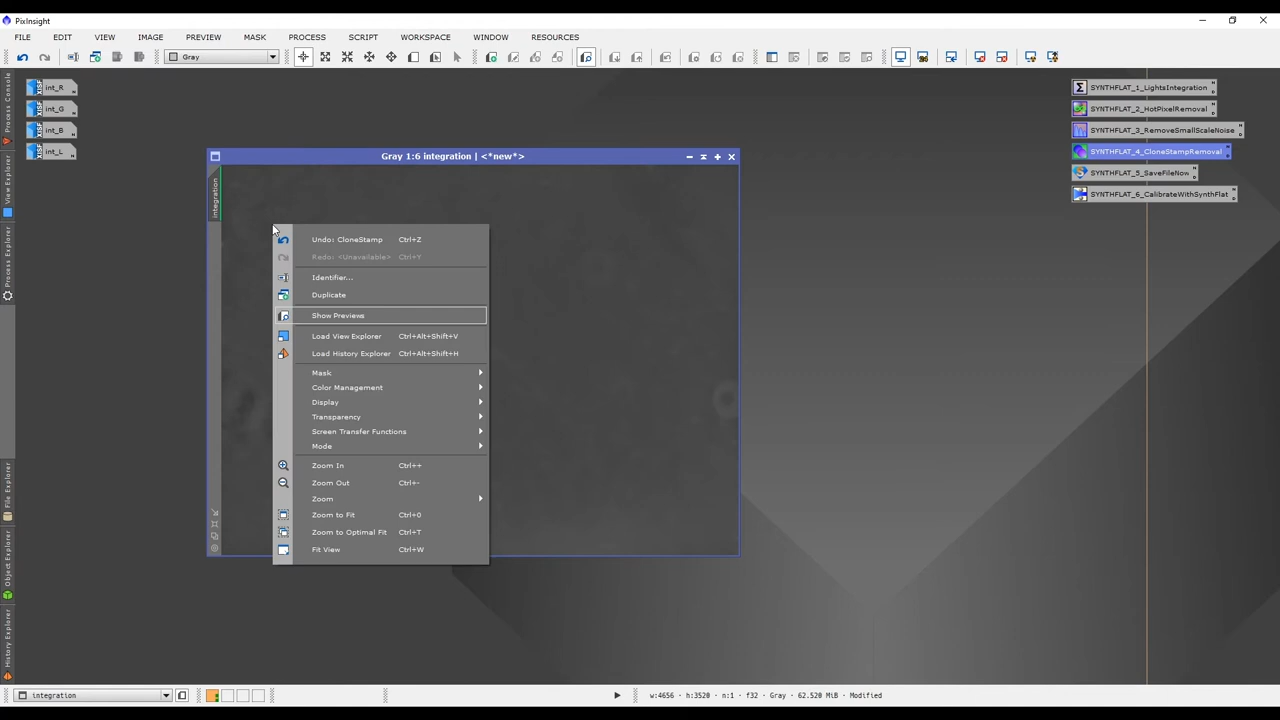 PixInsight
FILE EDIT VIEW IMAGE PREVIEW MASK PROCESS SCRIPT WORKSPACE WINDOW RESOURCES
Gray
Process Console
View Explorer
Process Explorer
File Explorer
Object Explorer
History Explorer
int_R
int_G
int_B
int_L
SYNTHFLAT_1_LightsIntegration
SYNTHFLAT_2_HotPixelRemoval
SYNTHFLAT_3_RemoveSmallScaleNoise
SYNTHFLAT_4_CloneStampRemoval
SYNTHFLAT_5_SaveFileNow
SYNTHFLAT_6_CalibrateWithSynthFlat
Gray 1:6 integration | <*new*>
integration
Undo: CloneStamp Ctrl+Z
Redo: <Unavailable> Ctrl+Y
Identifier...
Duplicate
Show Previews
Load View Explorer Ctrl+Alt+Shift+V
Load History Explorer Ctrl+Alt+Shift+H
Mask
Color Management
Display
Transparency
Screen Transfer Functions
Mode
Zoom In Ctrl++
Zoom Out Ctrl+-
Zoom
Zoom to Fit Ctrl+0
Zoom to Optimal Fit Ctrl+T
Fit View Ctrl+W
integration
w:4656 · h:3520 · n:1 · f32 · Gray · 62.520 MiB · Modified